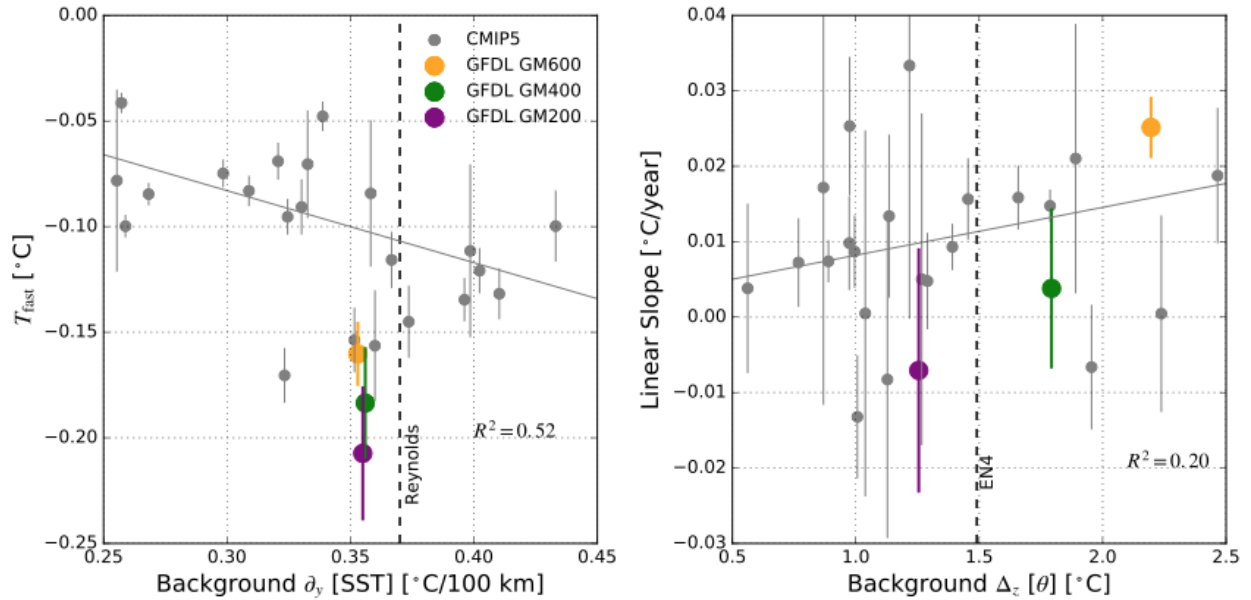 0.00
−0.05
−0.10
−0.15
−0.20
−0.25
T_fast [°C]
CMIP5
GFDL GM600
GFDL GM400
GFDL GM200
Reynolds
R² = 0.52
0.25 0.30 0.35 0.40 0.45
Background ∂_y [SST] [°C/100 km]
0.04
0.03
0.02
0.01
0.00
−0.01
−0.02
−0.03
Linear Slope [°C/year]
EN4
R² = 0.20
0.5 1.0 1.5 2.0 2.5
Background Δ_z [θ] [°C]